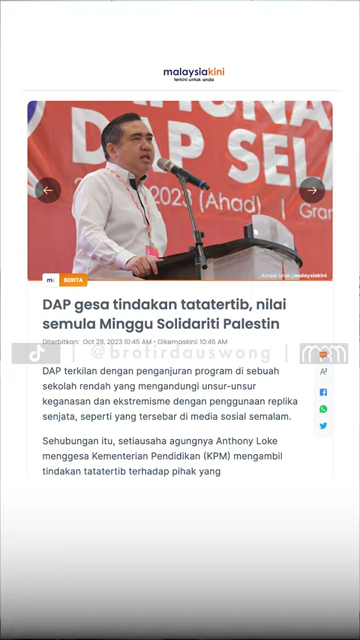 malaysiakini
terkini untuk anda
DAP SELA
2023 (Ahad) | Gran
malaysiakini
BERITA
DAP gesa tindakan tatatertib, nilai
semula Minggu Solidariti Palestin
Diterbitkan: Oct 28, 2023 10:45 AM • Dikemaskini: 10:45 AM
| @brofirdauswong |
DAP terkilan dengan penganjuran program di sebuah
sekolah rendah yang mengandungi unsur-unsur
keganasan dan ekstremisme dengan penggunaan replika
senjata, seperti yang tersebar di media sosial semalam.
Sehubungan itu, setiausaha agungnya Anthony Loke
menggesa Kementerian Pendidikan (KPM) mengambil
tindakan tatatertib terhadap pihak yang